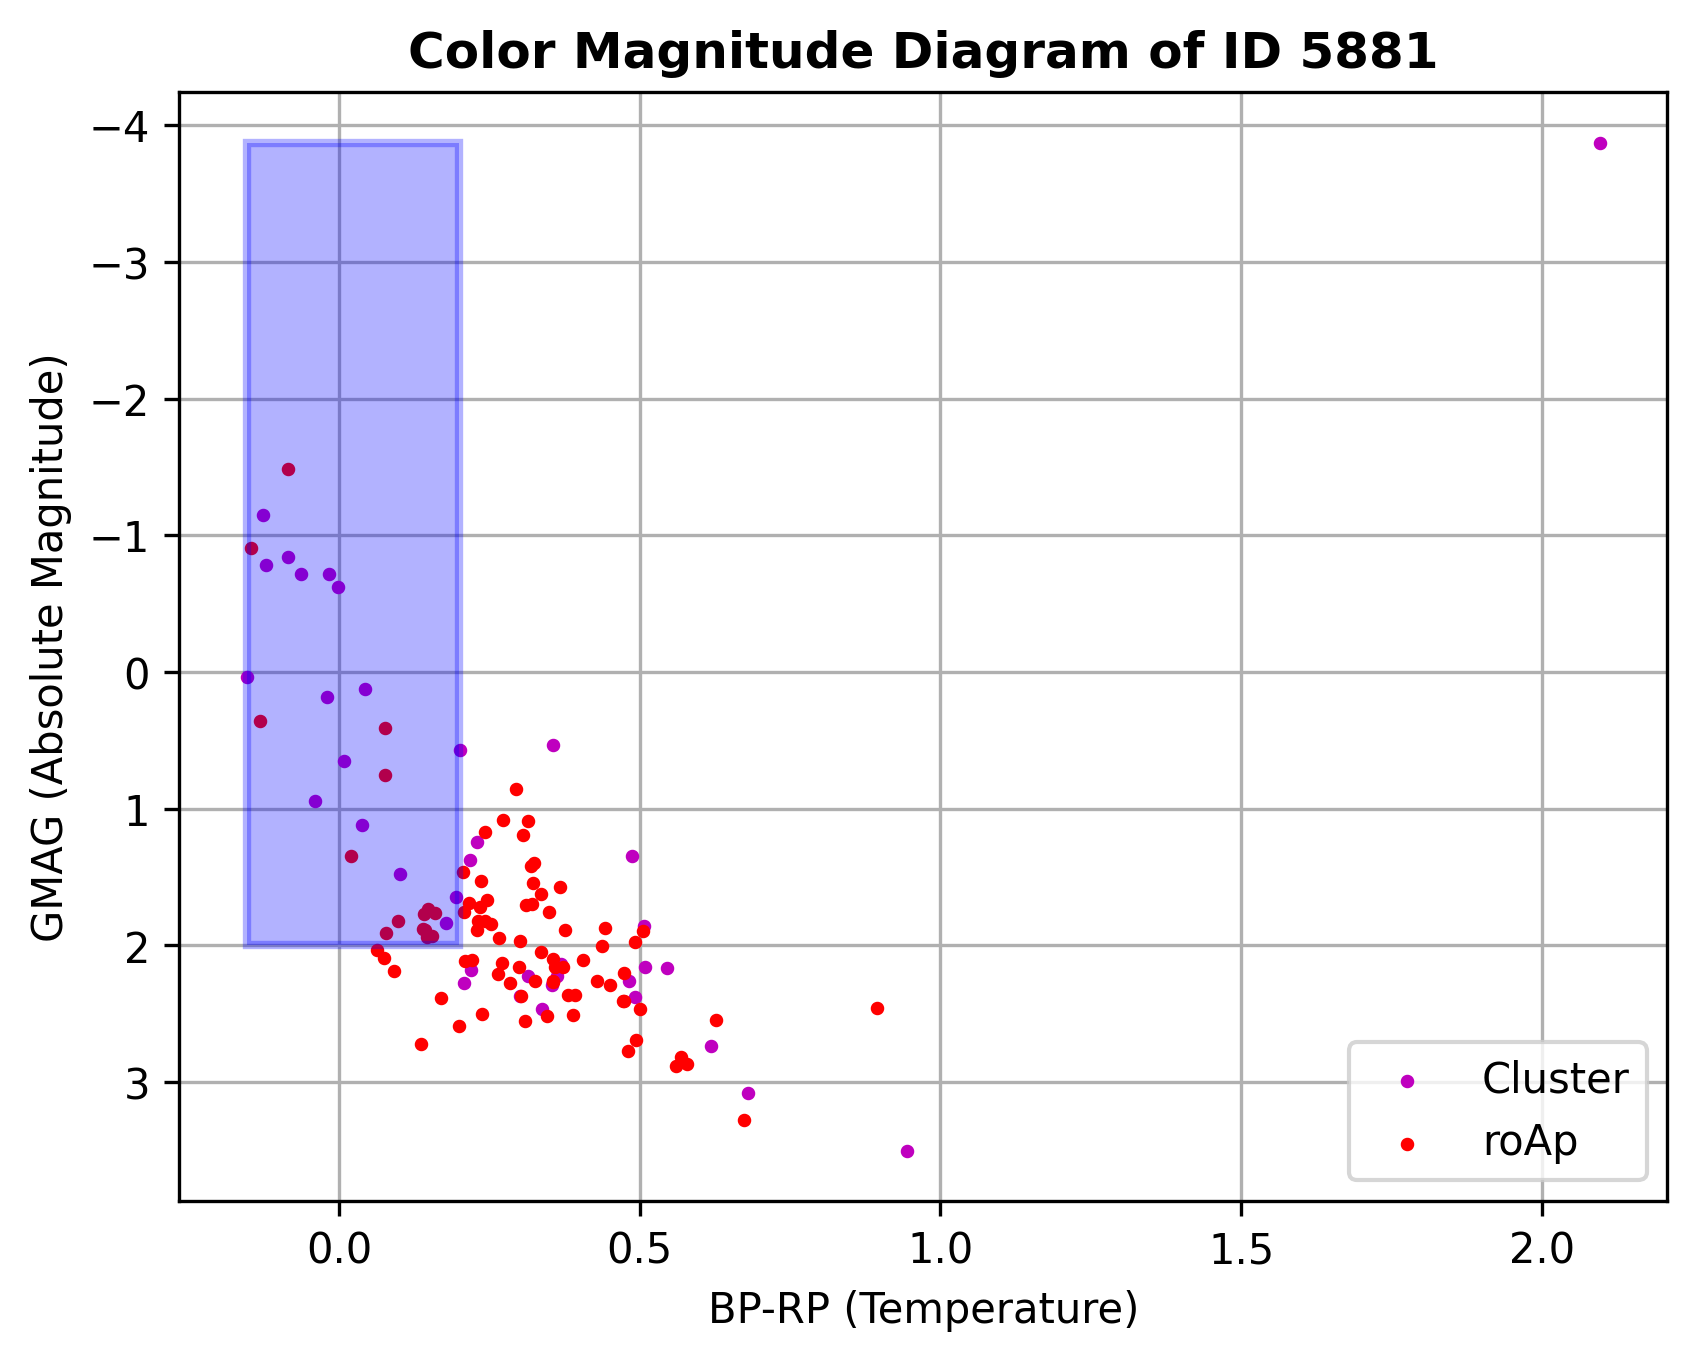 Color Magnitude Diagram of ID 5881
GMAG (Absolute Magnitude)
−4
−3
−2
−1
0
1
2
3
Cluster
roAp
0.0 0.5 1.0 1.5 2.0
BP-RP (Temperature)